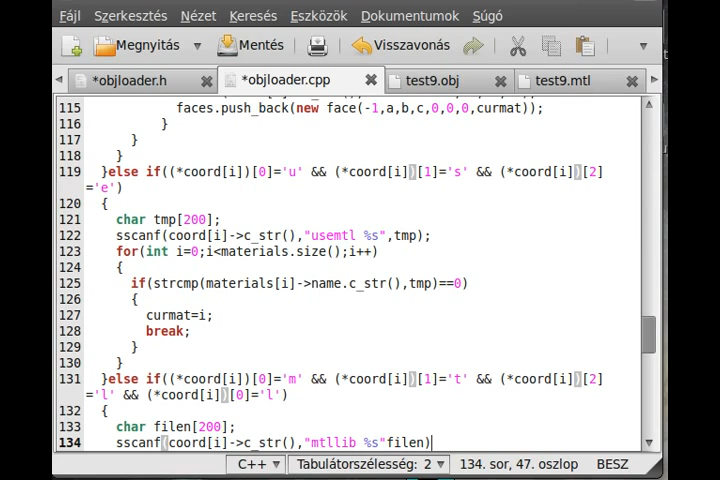 Fájl Szerkesztés Nézet Keresés Eszközök Dokumentumok Súgó
Megnyitás Mentés Visszavonás
*objloader.h *objloader.cpp test9.obj test9.mtl
115 faces.push_back(new face(-1,a,b,c,0,0,0,curmat));
116 }
117 }
118 }
119 }else if((*coord[i])[0]='u' && (*coord[i])[1]='s' && (*coord[i])[2]
='e')
120 {
121 char tmp[200];
122 sscanf(coord[i]->c_str(),"usemtl %s",tmp);
123 for(int i=0;i<materials.size();i++)
124 {
125 if(strcmp(materials[i]->name.c_str(),tmp)==0)
126 {
127 curmat=i;
128 break;
129 }
130 }
131 }else if((*coord[i])[0]='m' && (*coord[i])[1]='t' && (*coord[i])[2]
='l' && (*coord[i])[0]='l')
132 {
133 char filen[200];
134 sscanf(coord[i]->c_str(),"mtllib %s"filen)
C++ Tabulátorszélesség: 2 134. sor, 47. oszlop BESZ